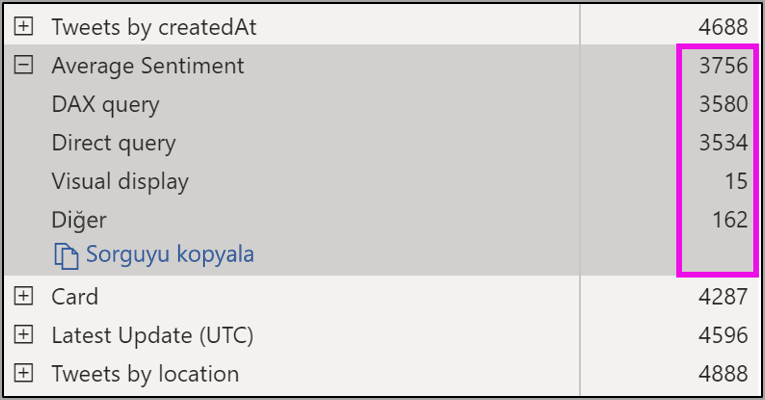 Tweets by createdAt 4688
Average Sentiment 3756
DAX query 3580
Direct query 3534
Visual display 15
Diğer 162
Sorguyu kopyala
Card 4287
Latest Update (UTC) 4596
Tweets by location 4888